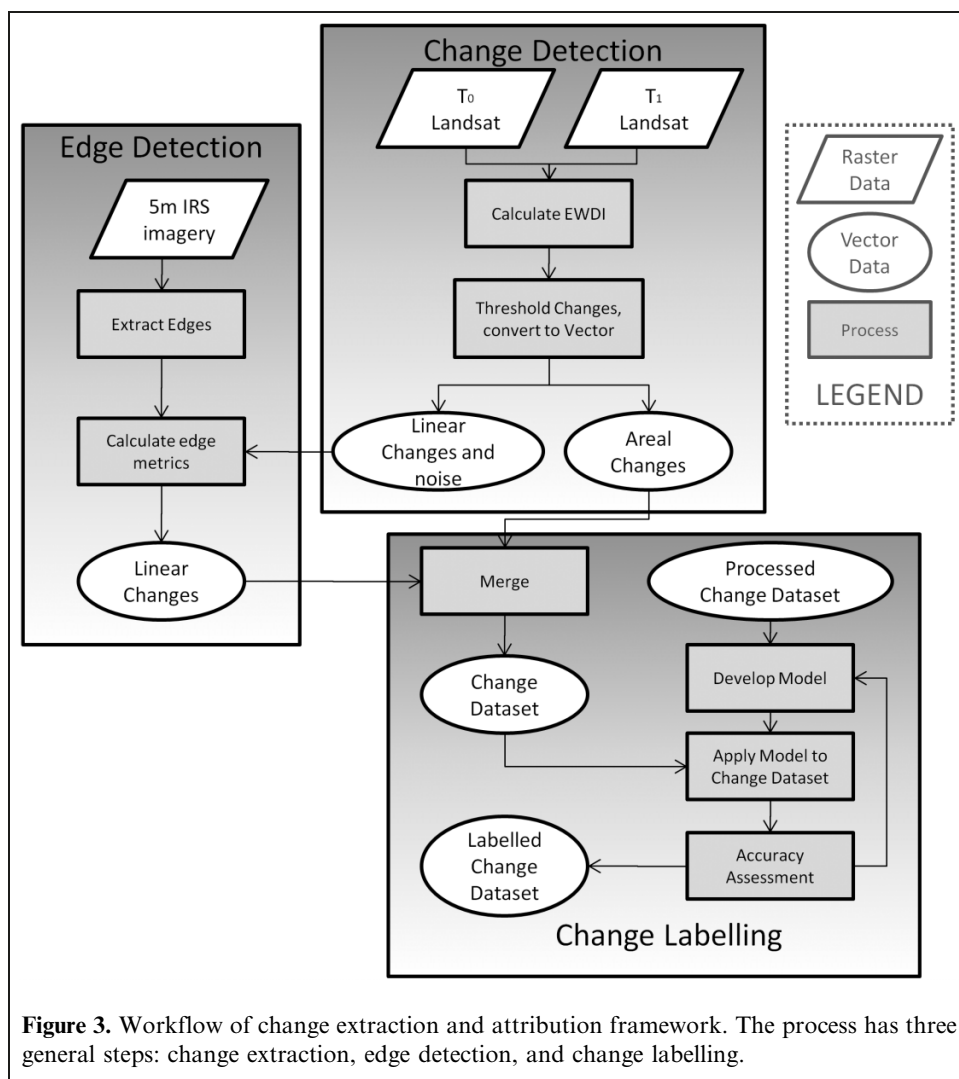 Change Detection
T₀
Landsat
T₁
Landsat
Calculate EWDI
Threshold Changes,
convert to Vector
Linear
Changes and
noise
Areal
Changes
Edge Detection
5m IRS
imagery
Extract Edges
Calculate edge
metrics
Linear
Changes
Raster
Data
Vector
Data
Process
LEGEND
Merge
Change
Dataset
Processed
Change Dataset
Develop Model
Apply Model to
Change Dataset
Accuracy
Assessment
Labelled
Change
Dataset
Change Labelling
Figure 3. Workflow of change extraction and attribution framework. The process has three
general steps: change extraction, edge detection, and change labelling.